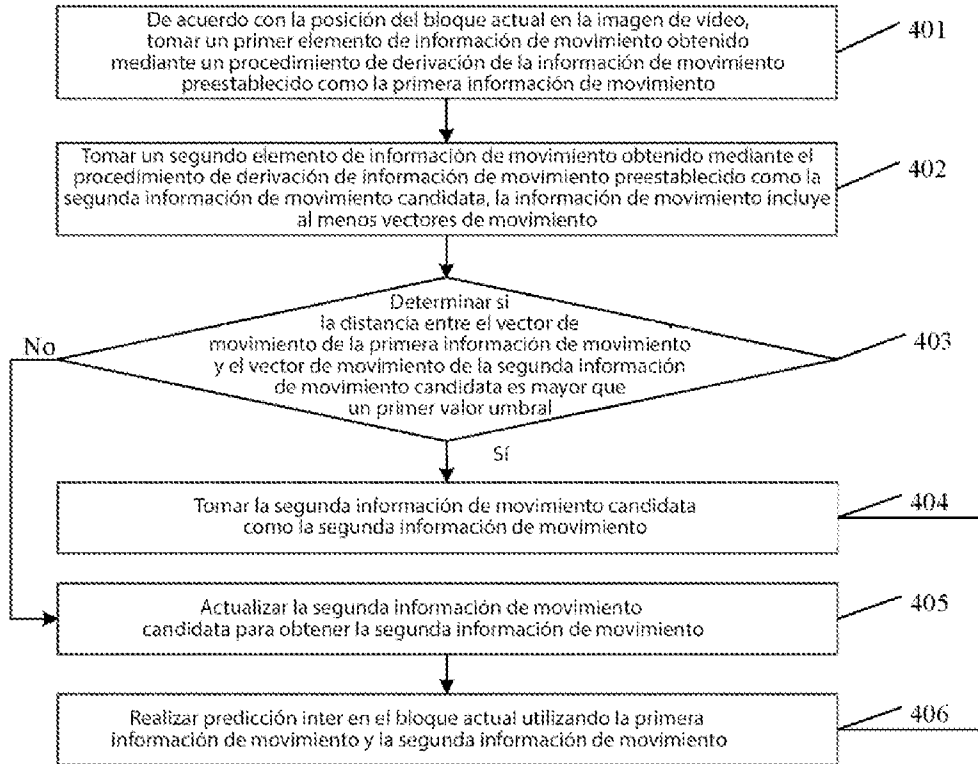 De acuerdo con la posición del bloque actual en la imagen de vídeo,
tomar un primer elemento de información de movimiento obtenido
mediante un procedimiento de derivación de la información de movimiento
preestablecido como la primera información de movimiento
401
Tomar un segundo elemento de información de movimiento obtenido mediante el
procedimiento de derivación de información de movimiento preestablecido como la
segunda información de movimiento candidata, la información de movimiento incluye
al menos vectores de movimiento
402
Determinar si
la distancia entre el vector de
movimiento de la primera información de movimiento
y el vector de movimiento de la segunda información
de movimiento candidata es mayor que
un primer valor umbral
403
No
Sí
Tomar la segunda información de movimiento candidata
como la segunda información de movimiento
404
Actualizar la segunda información de movimiento
candidata para obtener la segunda información de movimiento
405
Realizar predicción inter en el bloque actual utilizando la primera
información de movimiento y la segunda información de movimiento
406